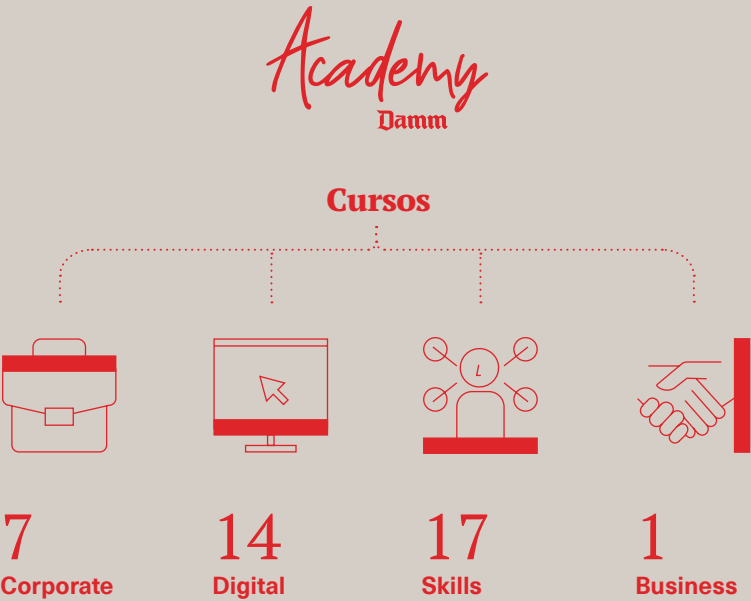 Academy
Damm
Cursos
L
7
14
17
1
Corporate
Digital
Skills
Business